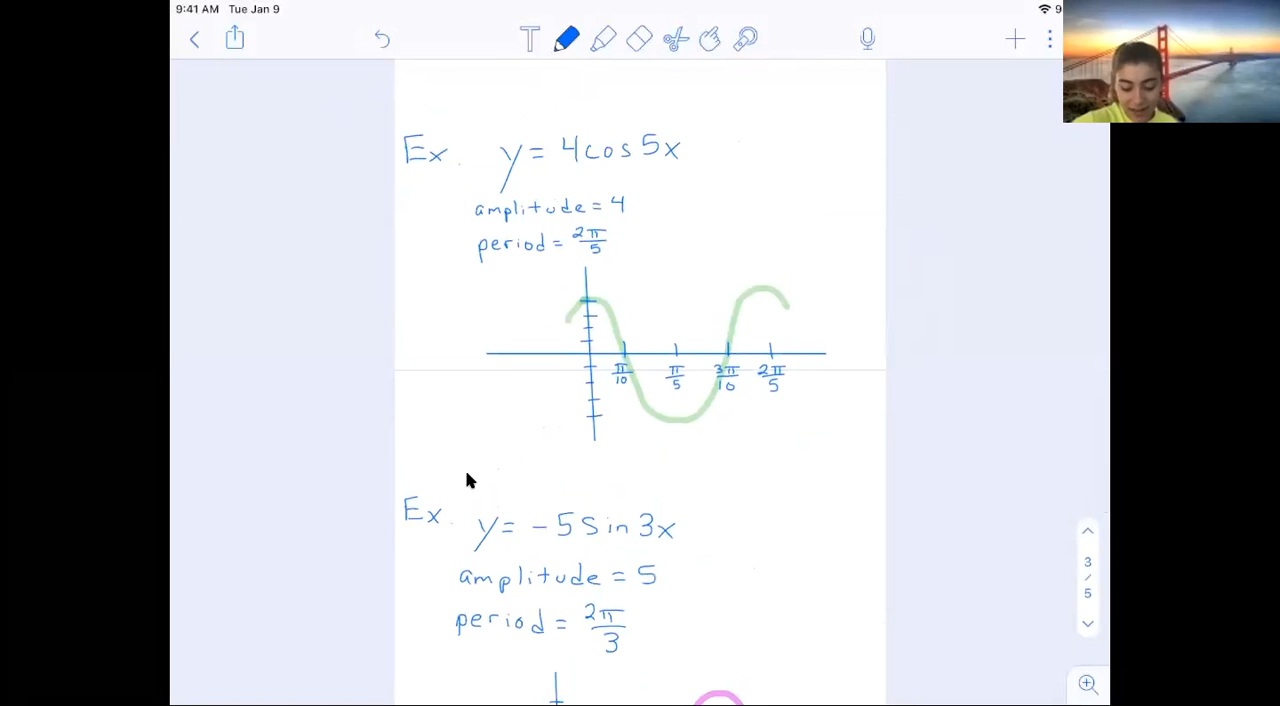 9:41 AM Tue Jan 9
9
T
Ex. y = 4cos 5x
amplitude = 4
period = 2π/5
π/10 π/5 3π/10 2π/5
Ex. y = -5 sin 3x
amplitude = 5
period = 2π/3
3
/
5